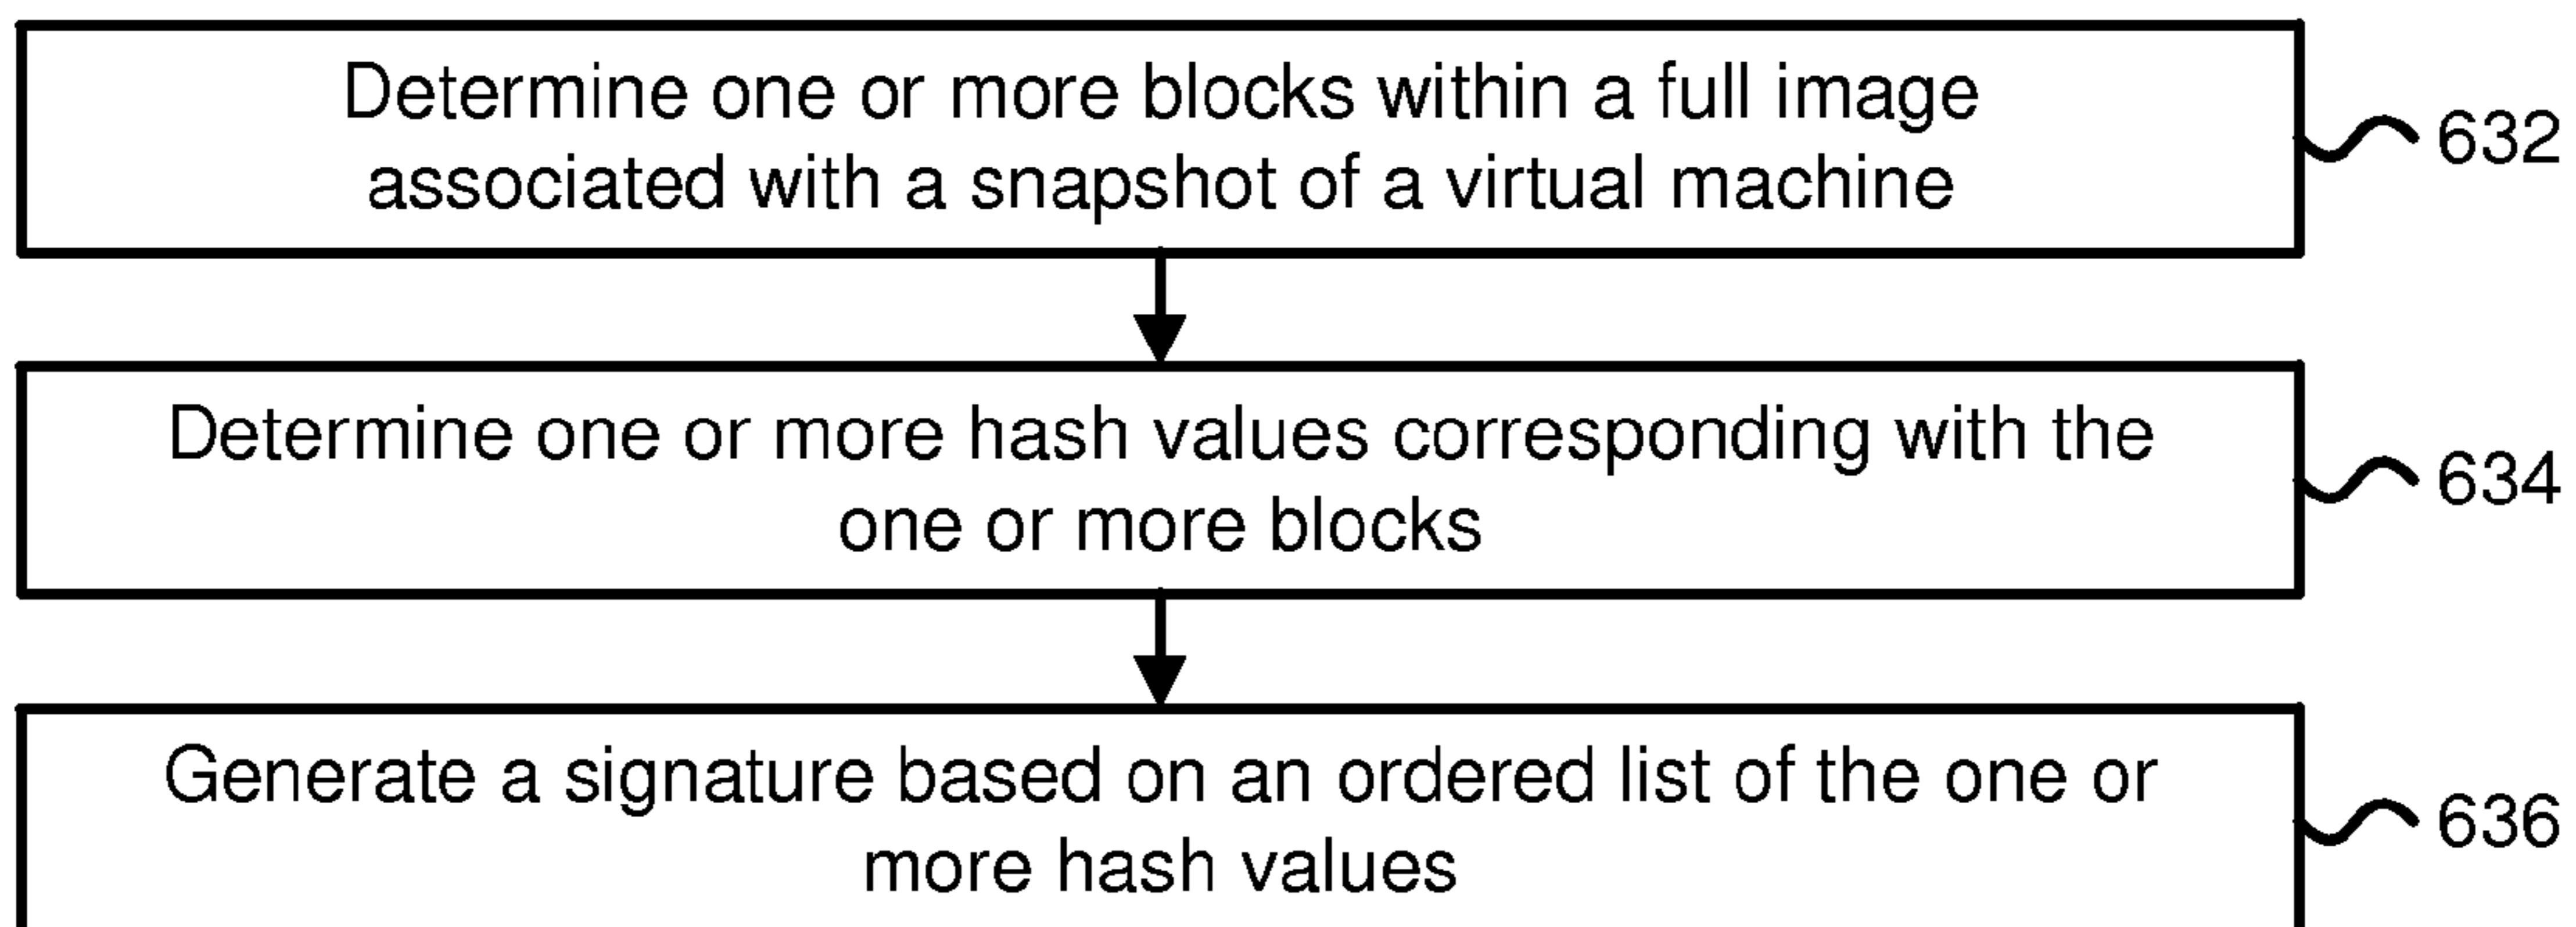 Determine one or more blocks within a full image
associated with a snapshot of a virtual machine
632
Determine one or more hash values corresponding with the
one or more blocks
634
Generate a signature based on an ordered list of the one or
more hash values
636